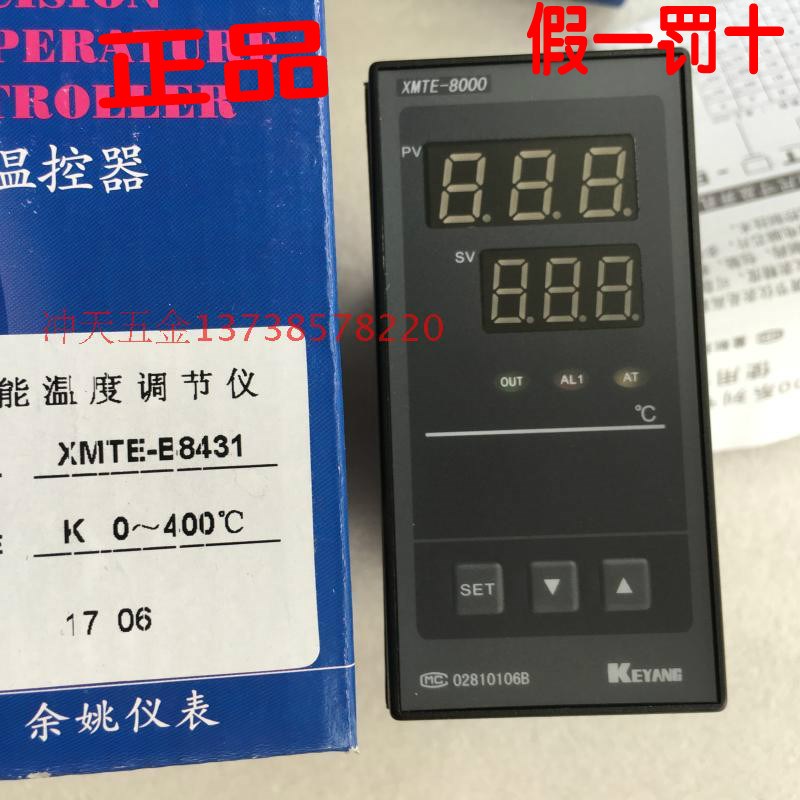 正品
假一罚十
PERATURE
温控器
冲天五金13738578220
能温度调节仪
XMTE-E8431
K 0～400℃
17 06
余姚仪表
XMTE-8000
PV
SV
OUT AL1 AT
℃
SET ▼ ▲
MC 02810106B
KEYANG